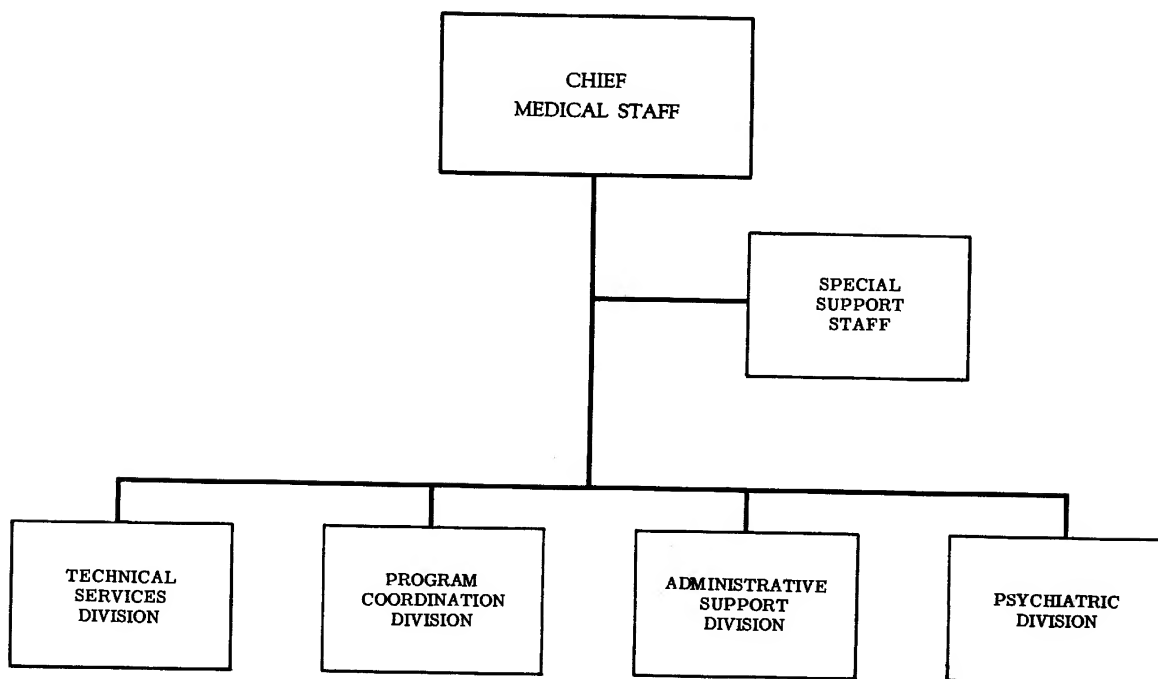 CHIEF
MEDICAL STAFF
SPECIAL
SUPPORT
STAFF
TECHNICAL
SERVICES
DIVISION
PROGRAM
COORDINATION
DIVISION
ADMINISTRATIVE
SUPPORT
DIVISION
PSYCHIATRIC
DIVISION